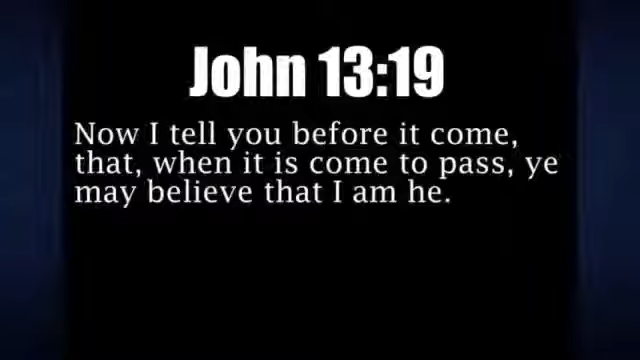 John 13:19
Now I tell you before it come,
that, when it is come to pass, ye
may believe that I am he.